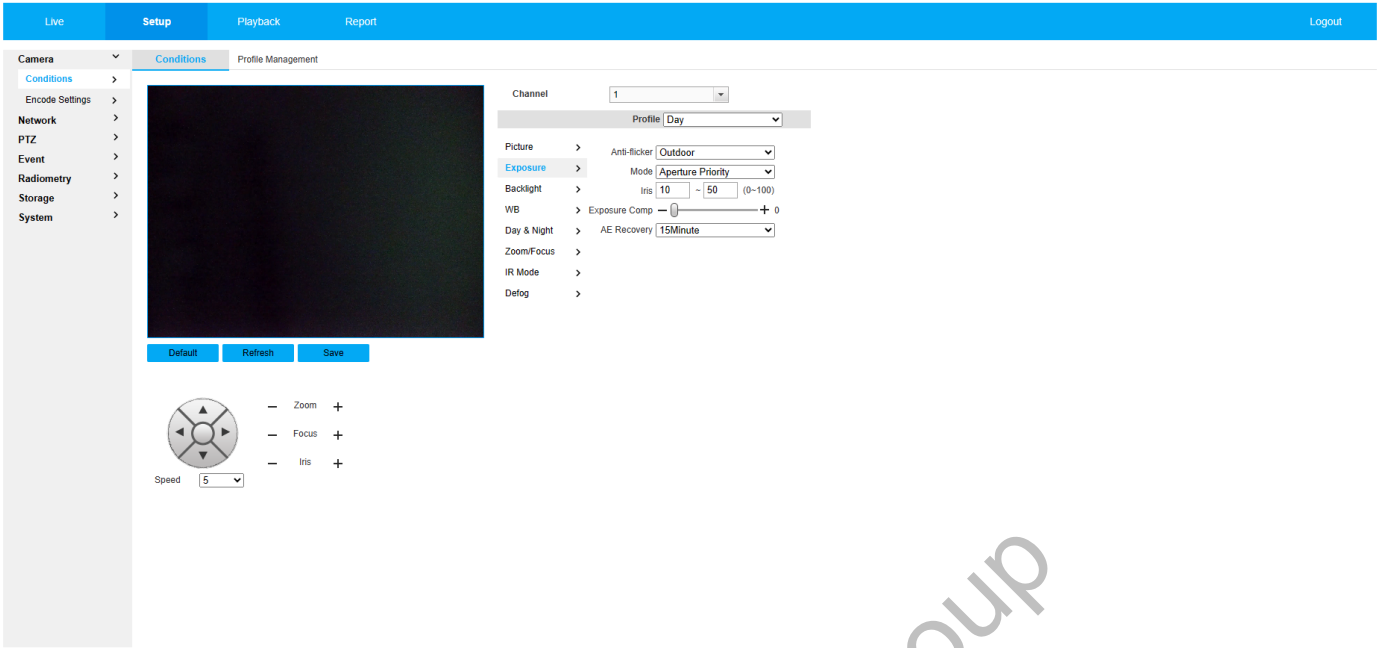 Live Setup Playback Report Logout
Camera
Conditions
Encode Settings
Network
PTZ
Event
Radiometry
Storage
System
Conditions Profile Management
Channel 1
Profile Day
Picture
Exposure
Backlight
WB
Day & Night
Zoom/Focus
IR Mode
Defog
Anti-flicker Outdoor
Mode Aperture Priority
Iris 10 ~ 50 (0~100)
Exposure Comp 0
AE Recovery 15Minute
Default Refresh Save
Zoom
Focus
Iris
Speed 5
oup